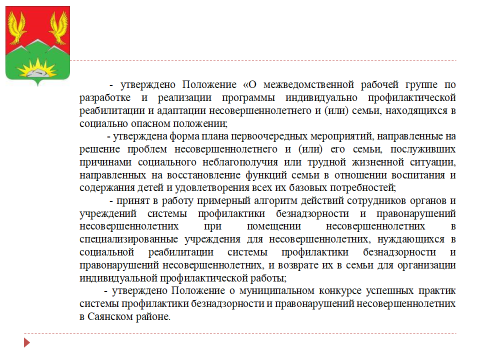 - утверждено Положение «О межведомственной рабочей группе по
разработке и реализации программы индивидуально профилактической
реабилитации и адаптации несовершеннолетнего и (или) семьи, находящихся в
социально опасном положении;
- утверждена форма плана первоочередных мероприятий, направленные на
решение проблем несовершеннолетнего и (или) его семьи, послуживших
причинами социального неблагополучия или трудной жизненной ситуации,
направленных на восстановление функций семьи в отношении воспитания и
содержания детей и удовлетворения всех их базовых потребностей;
- принят в работу примерный алгоритм действий сотрудников органов и
учреждений системы профилактики безнадзорности и правонарушений
несовершеннолетних при помещении несовершеннолетних в
специализированные учреждения для несовершеннолетних, нуждающихся в
социальной реабилитации системы профилактики безнадзорности и
правонарушений несовершеннолетних, и возврате их в семьи для организации
индивидуальной профилактической работы;
- утверждено Положение о муниципальном конкурсе успешных практик
системы профилактики безнадзорности и правонарушений несовершеннолетних
в Саянском районе.